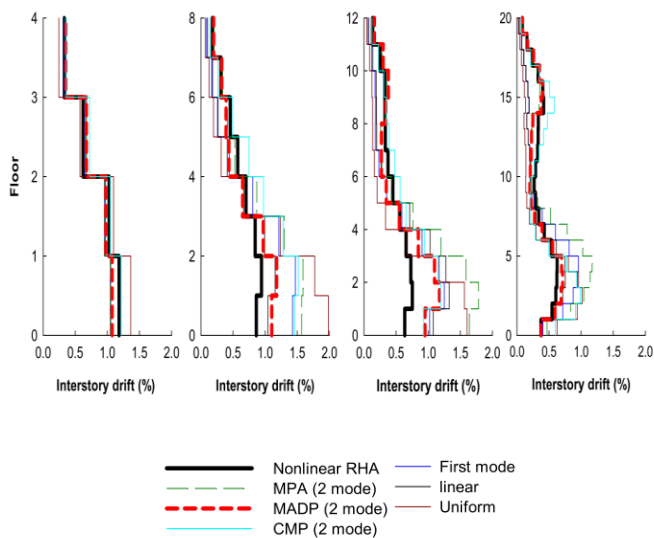 4
3
2
1
0
0.0 0.5 1.0 1.5 2.0
Floor
Interstory drift (%)
8
6
4
2
0
0.0 0.5 1.0 1.5 2.0
Interstory drift (%)
12
10
8
6
4
2
0
0.0 0.5 1.0 1.5 2.0
Interstory drift (%)
20
15
10
5
0
0.0 0.5 1.0 1.5 2.0
Interstory drift (%)
Nonlinear RHA
MPA (2 mode)
MADP (2 mode)
CMP (2 mode)
First mode
linear
Uniform